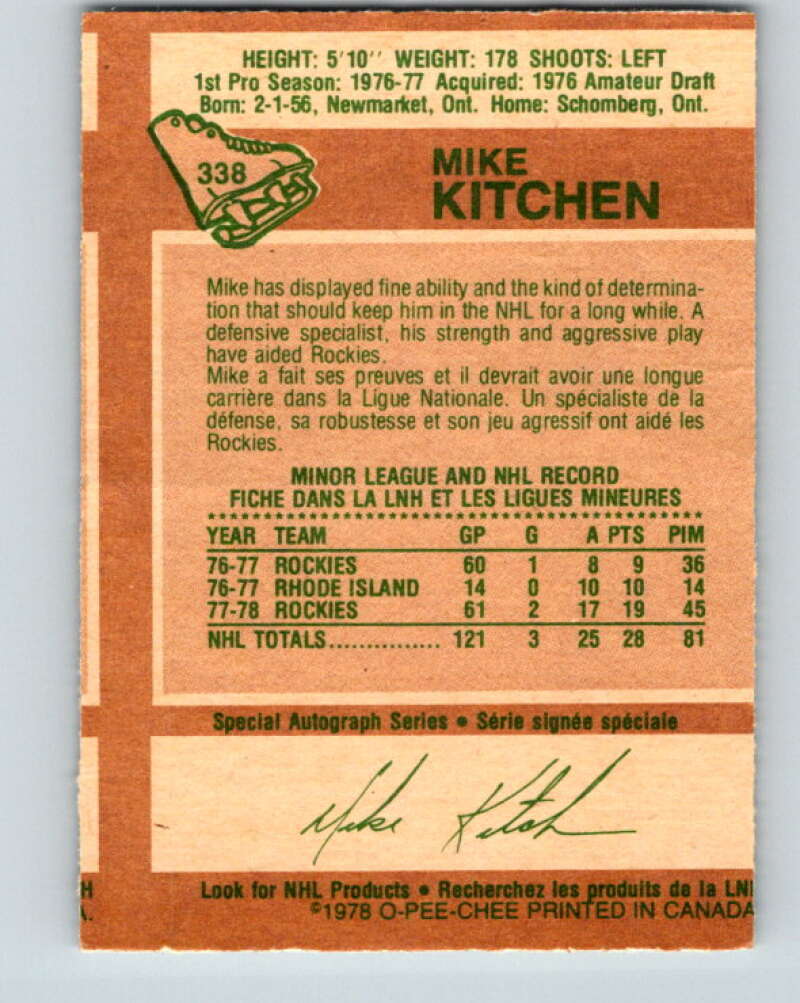 HEIGHT: 5'10'' WEIGHT: 178 SHOOTS: LEFT
1st Pro Season: 1976-77 Acquired: 1976 Amateur Draft
Born: 2-1-56, Newmarket, Ont. Home: Schomberg, Ont.
338
MIKE
KITCHEN
Mike has displayed fine ability and the kind of determina-
tion that should keep him in the NHL for a long while. A
defensive specialist, his strength and aggressive play
have aided Rockies.
Mike a fait ses preuves et il devrait avoir une longue
carrière dans la Ligue Nationale. Un spécialiste de la
défense, sa robustesse et son jeu agressif ont aidé les
Rockies.
MINOR LEAGUE AND NHL RECORD
FICHE DANS LA LNH ET LES LIGUES MINEURES
YEAR TEAM GP G A PTS PIM
76-77 ROCKIES 60 1 8 9 36
76-77 RHODE ISLAND 14 0 10 10 14
77-78 ROCKIES 61 2 17 19 45
NHL TOTALS................ 121 3 25 28 81
Special Autograph Series • Série signée spéciale
Mike Kitch
H Look for NHL Products • Recherchez les produits de la LNH
A. ©1978 O-PEE-CHEE PRINTED IN CANADA